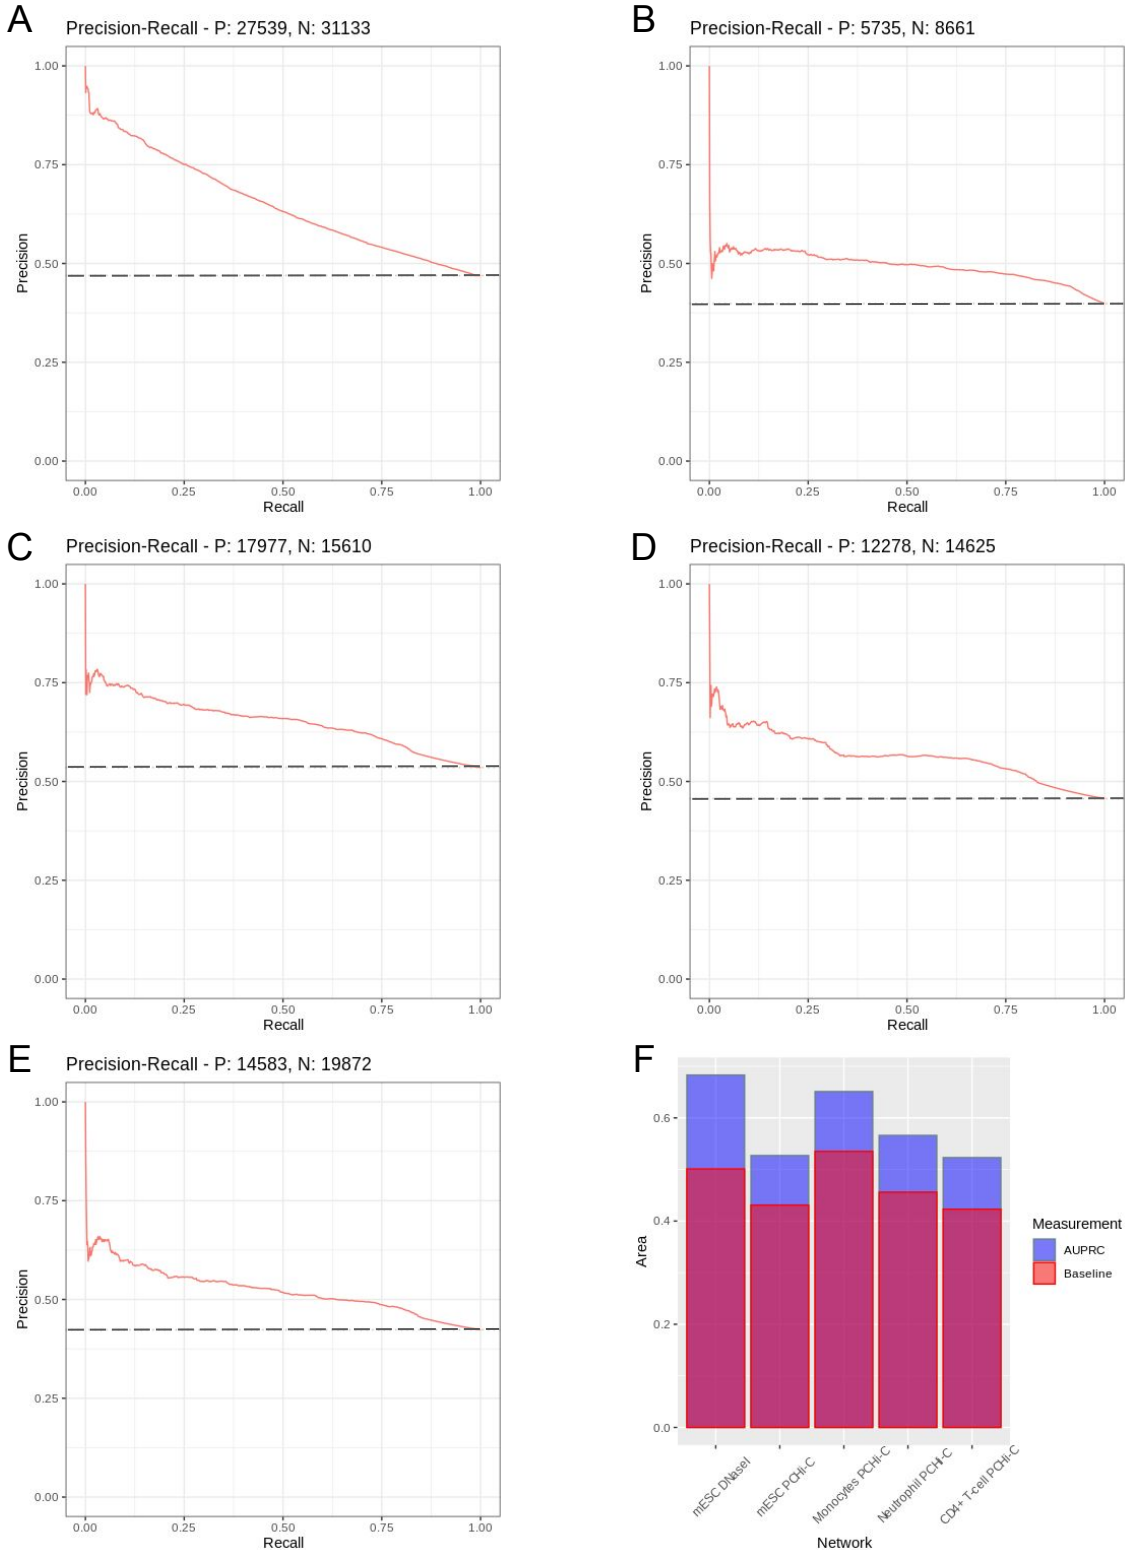 A
Precision-Recall - P: 27539, N: 31133
1.00
0.75
0.50
0.25
0.00
Precision
0.00 0.25 0.50 0.75 1.00
Recall
B
Precision-Recall - P: 5735, N: 8661
1.00
0.75
0.50
0.25
0.00
Precision
0.00 0.25 0.50 0.75 1.00
Recall
C
Precision-Recall - P: 17977, N: 15610
1.00
0.75
0.50
0.25
0.00
Precision
0.00 0.25 0.50 0.75 1.00
Recall
D
Precision-Recall - P: 12278, N: 14625
1.00
0.75
0.50
0.25
0.00
Precision
0.00 0.25 0.50 0.75 1.00
Recall
E
Precision-Recall - P: 14583, N: 19872
1.00
0.75
0.50
0.25
0.00
Precision
0.00 0.25 0.50 0.75 1.00
Recall
F
0.6
0.4
0.2
0.0
Area
mESC DNaseI
mESC PCHi-C
Monocytes PCHi-C
Neutrophil PCHi-C
CD4+ T-cell PCHi-C
Network
Measurement
AUPRC
Baseline